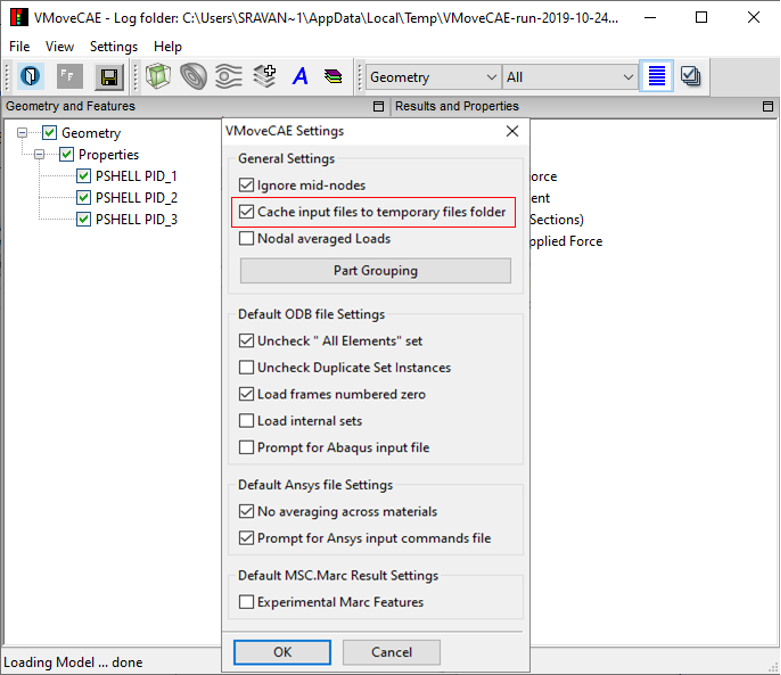 VMoveCAE - Log folder: C:\Users\SRAVAN~1\AppData\Local\Temp\VMoveCAE-run-2019-10-24...
File View Settings Help
F F A Geometry All
Geometry and Features
Results and Properties
Geometry
Properties
PSHELL PID_1
PSHELL PID_2
PSHELL PID_3
orce
ent
Sections)
pplied Force
VMoveCAE Settings
General Settings
Ignore mid-nodes
Cache input files to temporary files folder
Nodal averaged Loads
Part Grouping
Default ODB file Settings
Uncheck " All Elements" set
Uncheck Duplicate Set Instances
Load frames numbered zero
Load internal sets
Prompt for Abaqus input file
Default Ansys file Settings
No averaging across materials
Prompt for Ansys input commands file
Default MSC.Marc Result Settings
Experimental Marc Features
OK Cancel
Loading Model ... done